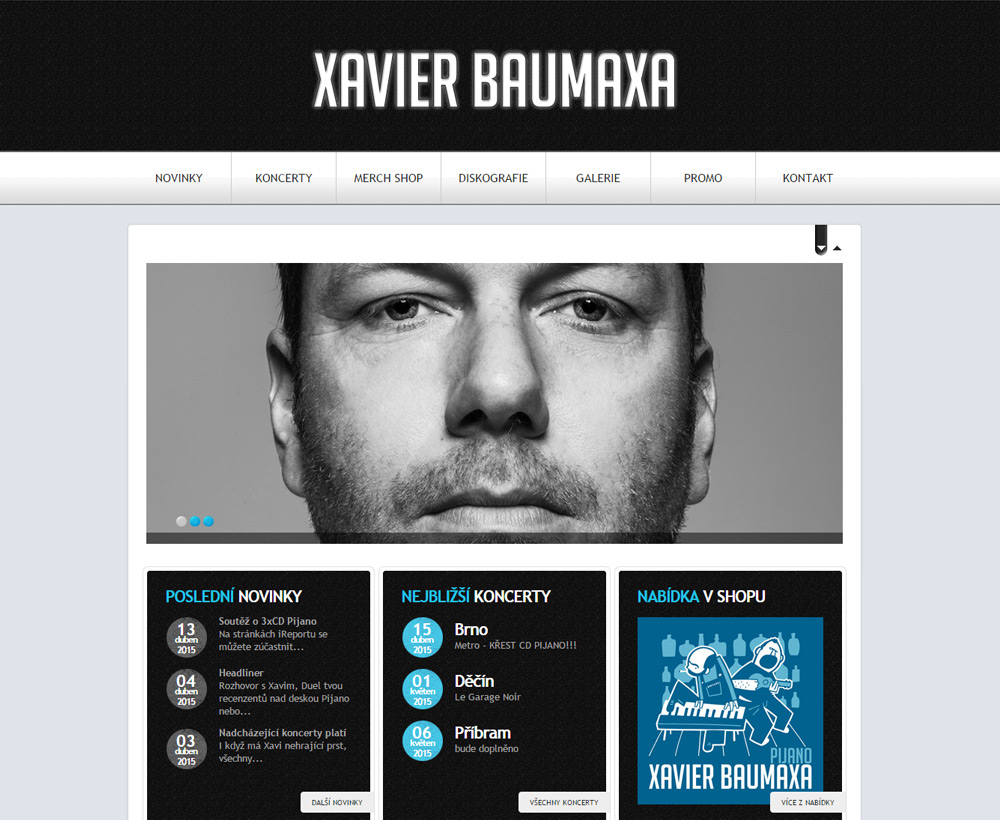 XAVIER BAUMAXA
NOVINKY
KONCERTY
MERCH SHOP
DISKOGRAFIE
GALERIE
PROMO
KONTAKT
POSLEDNÍ NOVINKY
13
duben
2015
Soutěž o 3xCD Pijano
Na stránkách iReportu se
můžete zúčastnit...
04
duben
2015
Headliner
Rozhovor s Xavim, Duel tvou
recenzentů nad deskou Pijano
nebo...
03
duben
2015
Nadcházející koncerty platí
I když má Xavi nehrající prst,
všechny...
DALŠÍ NOVINKY
NEJBLIŽŠÍ KONCERTY
15
duben
2015
Brno
Metro - KŘEST CD PIJANO!!!
01
květen
2015
Děčín
Le Garage Noir
06
květen
2015
Příbram
bude doplněno
VŠECHNY KONCERTY
NABÍDKA V SHOPU
PIJANO
XAVIER BAUMAXA
VÍCE Z NABÍDKY